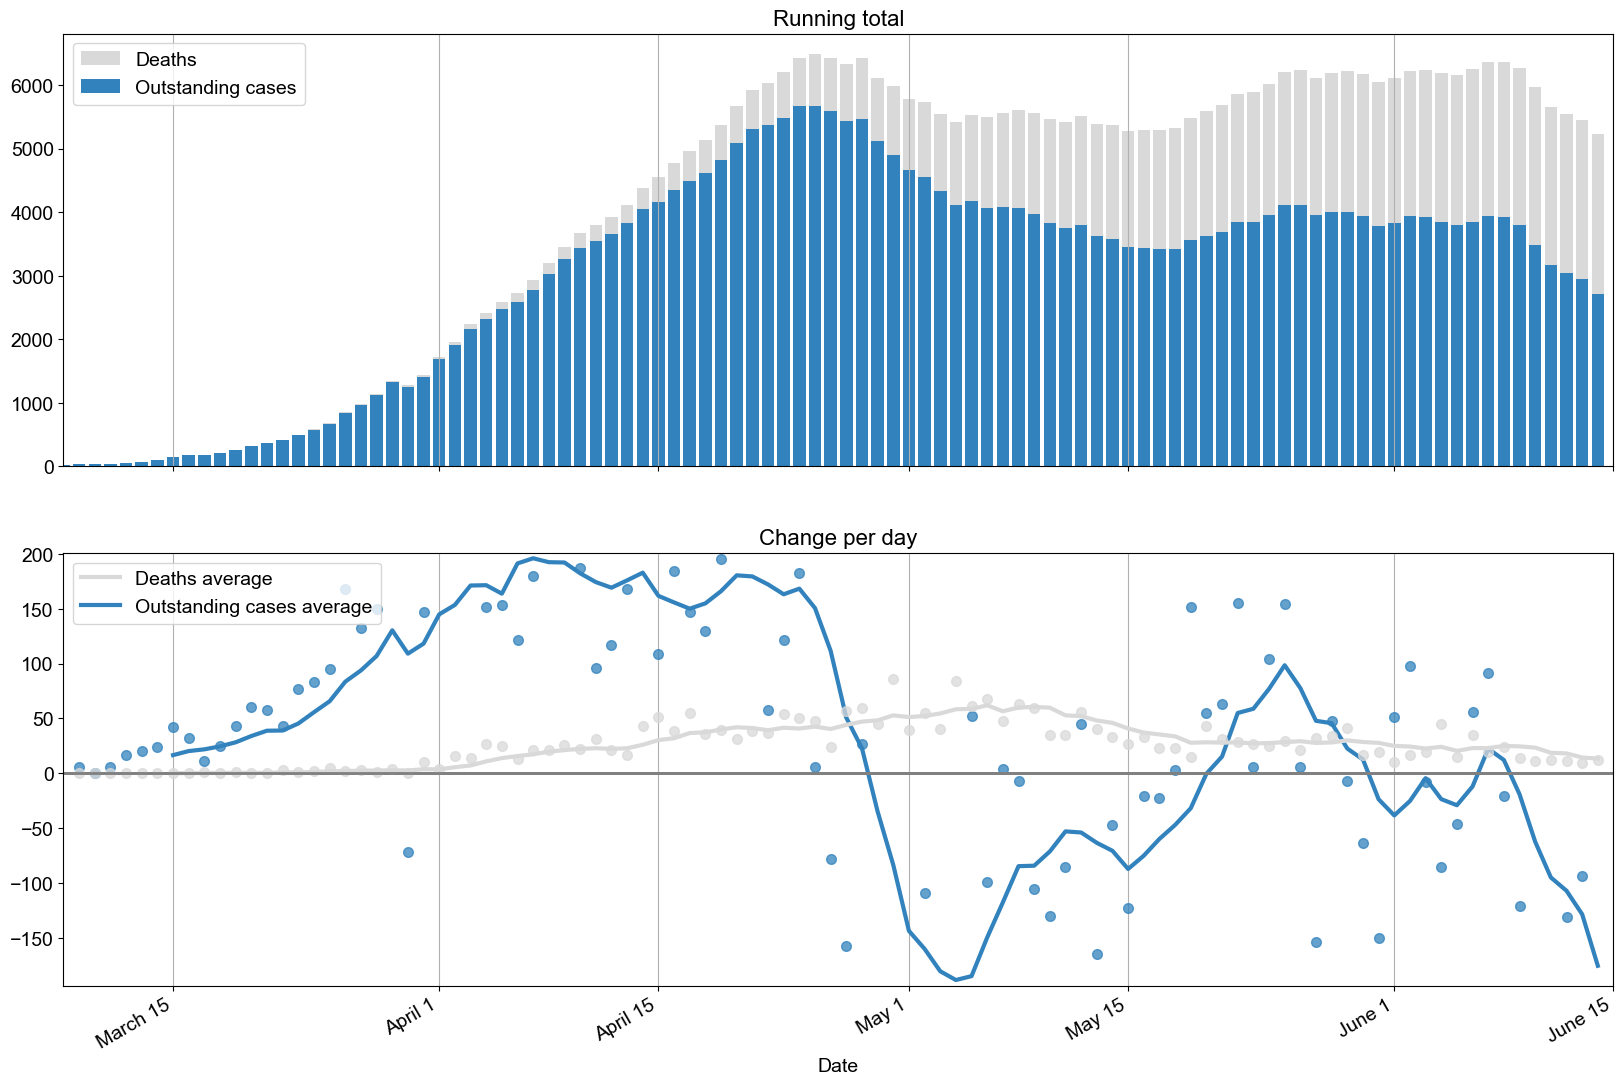 Running total
Deaths
Outstanding cases
6000
5000
4000
3000
2000
1000
0
Change per day
Deaths average
Outstanding cases average
200
150
100
50
0
−50
−100
−150
March 15
April 1
April 15
May 1
May 15
June 1
June 15
Date